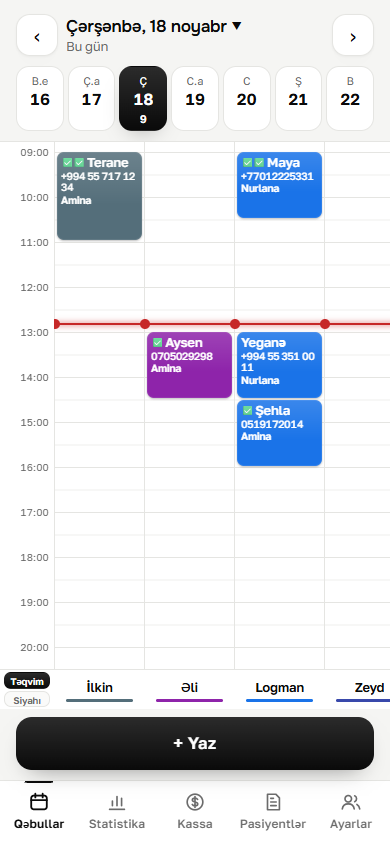 ‹
Çərşənbə, 18 noyabr ▼
Bu gün
›
B.e
16
Ç.a
17
Ç
18
9
C.a
19
C
20
Ş
21
B
22
09:00
10:00
11:00
12:00
13:00
14:00
15:00
16:00
17:00
18:00
19:00
20:00
✅✅ Terane
+994 55 717 12
34
Amina
✅✅ Maya
+77012225331
Nurlana
✅ Aysen
0705029298
Amina
Yeganə
+994 55 351 00
11
Nurlana
✅ Şehla
0519172014
Amina
Təqvim
Siyahı
İlkin
Əli
Logman
Zeyd
+ Yaz
Qəbullar
Statistika
Kassa
Pasiyentlər
Ayarlar